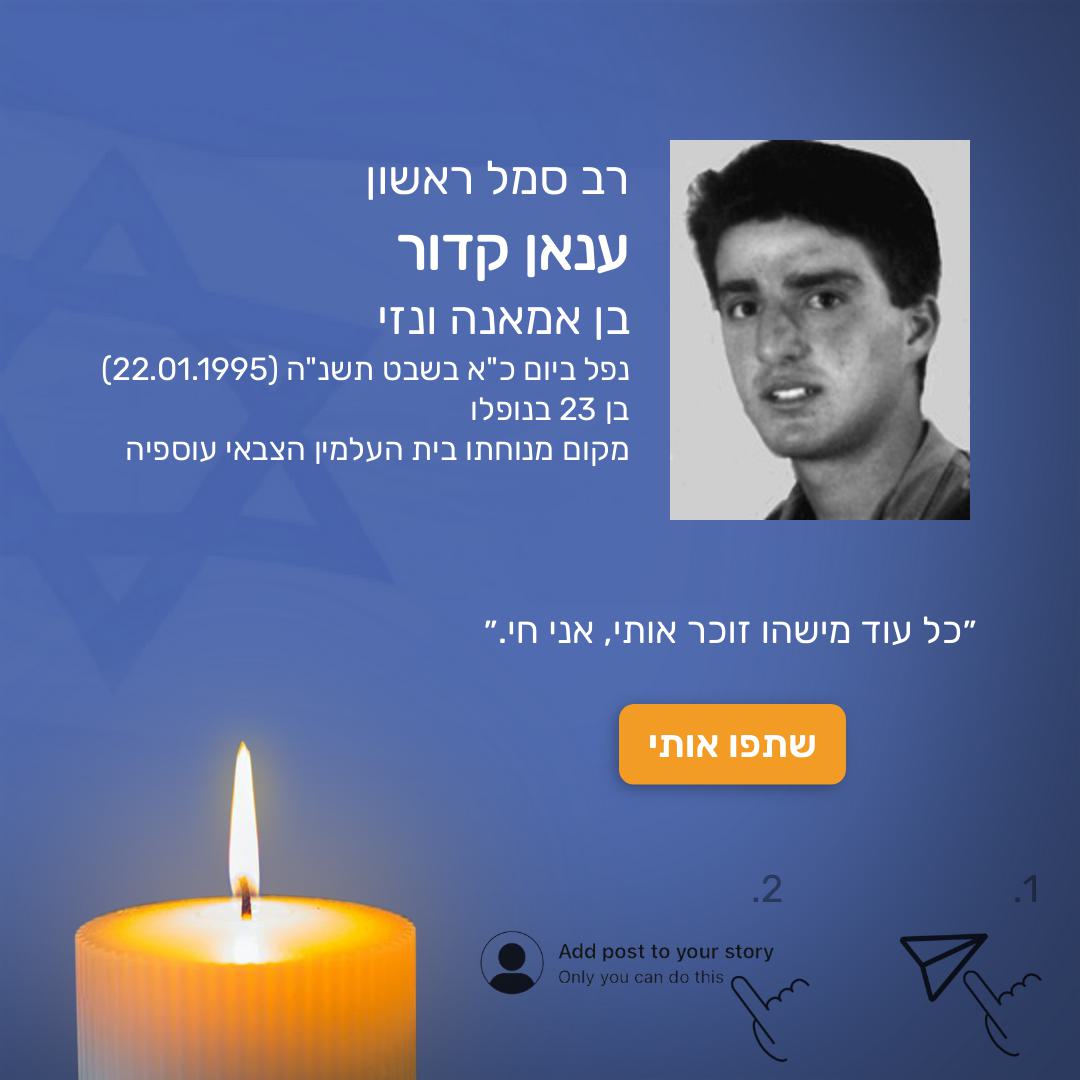 רב סמל ראשון
ענאן קדור
בן אמאנה ונזי
נפל ביום כ"א בשבט תשנ"ה (22.01.1995)
בן 23 בנופלו
מקום מנוחתו בית העלמין הצבאי עוספיה
״כל עוד מישהו זוכר אותי, אני חי.״
שתפו אותי
1.
2.
Add post to your story
Only you can do this